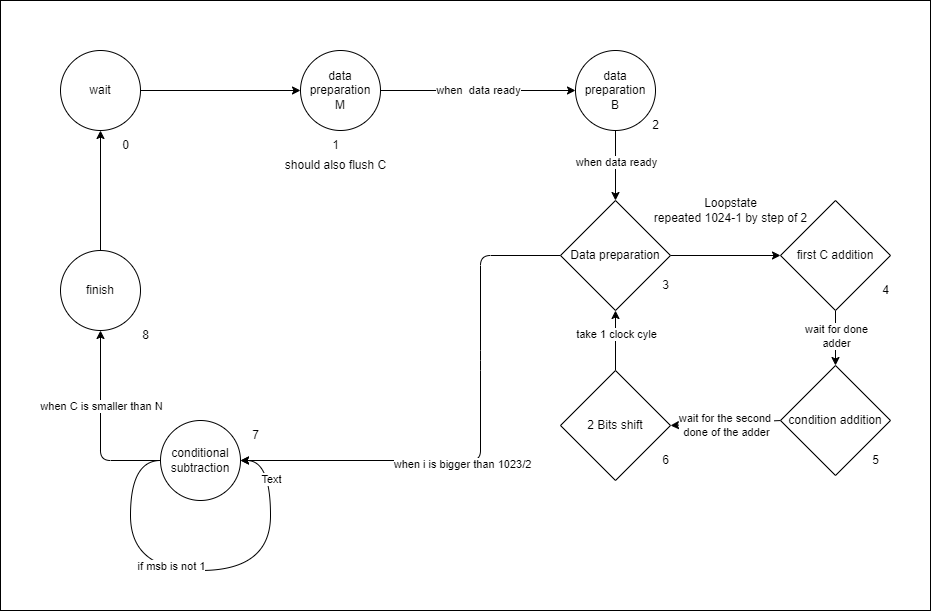 wait
0
data
preparation
M
1
should also flush C
when data ready
data
preparation
B
2
when data ready
Loopstate
repeated 1024-1 by step of 2
Data preparation
3
first C addition
4
wait for done
adder
condition addition
5
wait for the second
done of the adder
2 Bits shift
6
take 1 clock cyle
when i is bigger than 1023/2
7
conditional
subtraction
Text
if msb is not 1
when C is smaller than N
finish
8